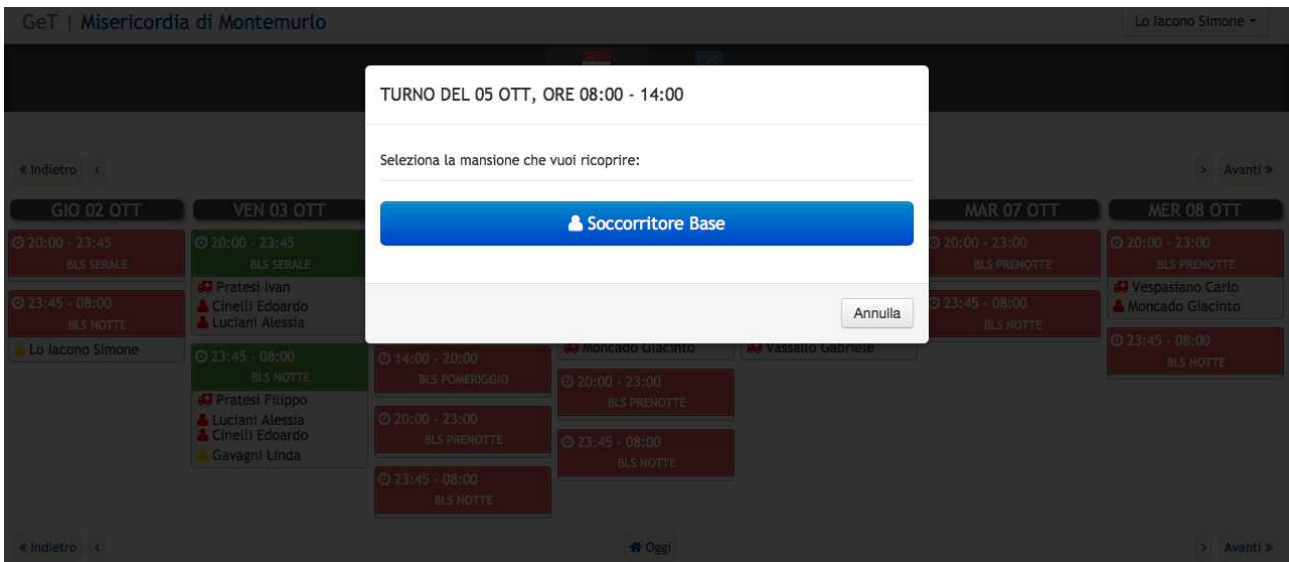 GeT | Misericordia di Montemurlo
Lo Iacono Simone
TURNO DEL 05 OTT, ORE 08:00 - 14:00
Seleziona la mansione che vuoi ricoprire:
Soccorritore Base
Annulla
« Indietro ‹
› Avanti »
GIO 02 OTT
20:00 - 23:45
BLS SERALE
23:45 - 08:00
BLS NOTTE
Lo Iacono Simone
VEN 03 OTT
20:00 - 23:45
BLS SERALE
Pratesi Ivan
Cinelli Edoardo
Luciani Alessia
23:45 - 08:00
BLS NOTTE
Pratesi Filippo
Luciani Alessia
Cinelli Edoardo
Gavagni Linda
14:00 - 20:00
BLS POMERIGGIO
20:00 - 23:00
BLS PRENOTTE
23:45 - 08:00
BLS NOTTE
Moncado Giacinto
20:00 - 23:00
BLS PRENOTTE
23:45 - 08:00
BLS NOTTE
Vassallo Gabriele
MAR 07 OTT
20:00 - 23:00
BLS PRENOTTE
23:45 - 08:00
BLS NOTTE
MER 08 OTT
20:00 - 23:00
BLS PRENOTTE
Vespasiano Carlo
Moncado Giacinto
23:45 - 08:00
BLS NOTTE
« Indietro ‹
Oggi
› Avanti »